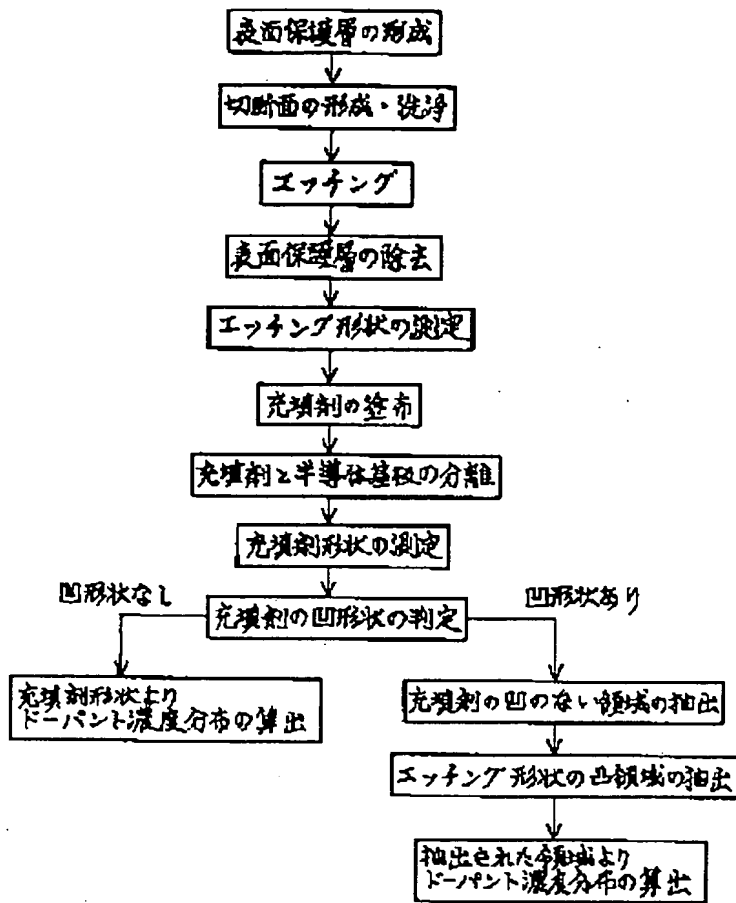 表面保護層の形成
切断面の形成・洗浄
エッチング
表面保護層の除去
エッチング形状の測定
充填剤の塗布
充填剤と半導体基板の分離
充填剤形状の測定
充填剤の凹形状の判定
凹形状なし
凹形状あり
充填剤形状より
ドーパント濃度分布の算出
充填剤の凹のない領域の抽出
エッチング形状の凸領域の抽出
抽出された領域より
ドーパント濃度分布の算出